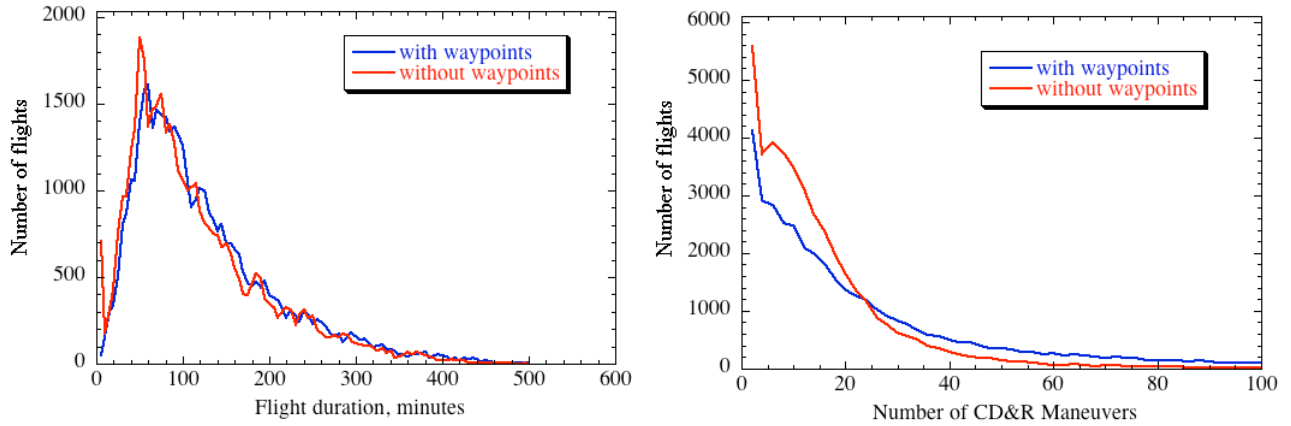 2000
1500
1000
500
0
Number of flights
with waypoints
without waypoints
0 100 200 300 400 500 600
Flight duration, minutes
6000
5000
4000
3000
2000
1000
0
Number of flights
with waypoints
without waypoints
0 20 40 60 80 100
Number of CD&R Maneuvers